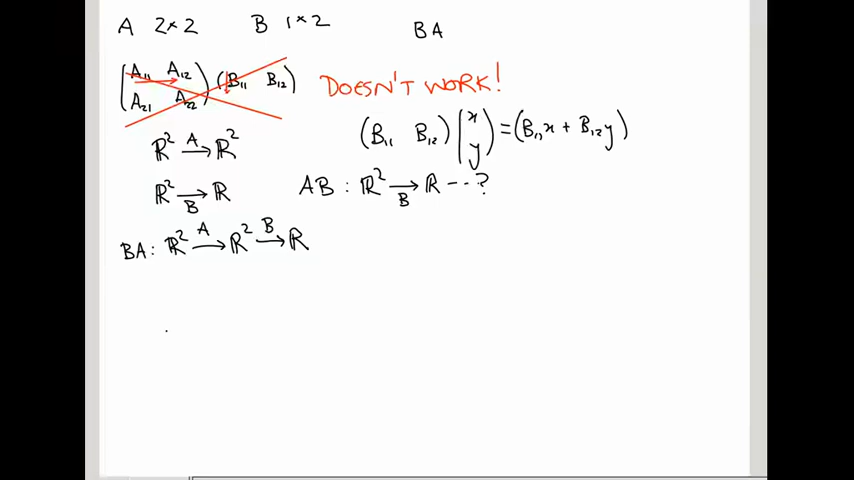 A 2×2 B 1×2 BA
(A₁₁ A₁₂ A₂₁ A₂₂) (B₁₁ B₁₂) DOESN'T WORK!
(B₁₁ B₁₂) (x y) = (B₁₁x + B₁₂y)
ℝ² →A ℝ²
ℝ² →B ℝ AB : ℝ² →B ℝ --?
BA: ℝ² →A ℝ² →B ℝ